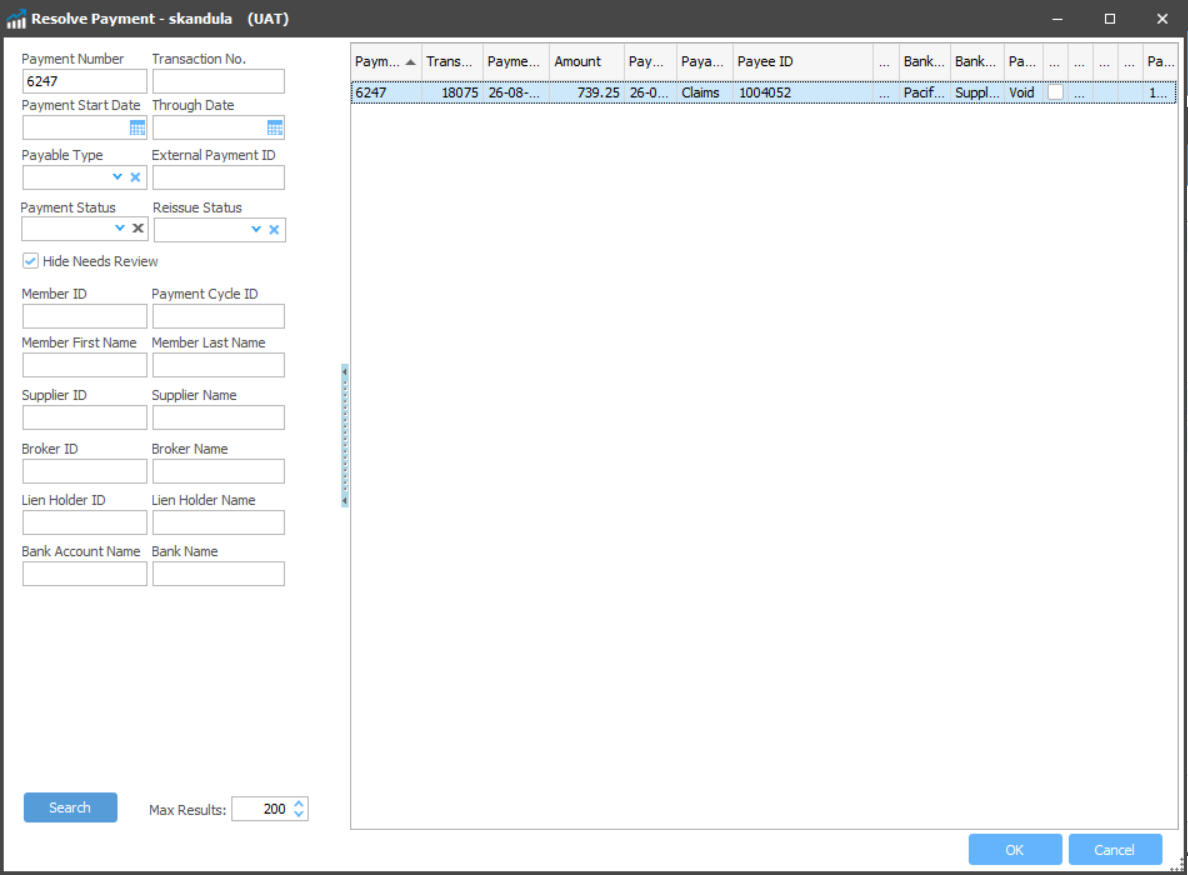 Resolve Payment - skandula (UAT)
Payment Number Transaction No.
6247
Payment Start Date Through Date
Payable Type External Payment ID
Payment Status Reissue Status
Hide Needs Review
Member ID Payment Cycle ID
Member First Name Member Last Name
Supplier ID Supplier Name
Broker ID Broker Name
Lien Holder ID Lien Holder Name
Bank Account Name Bank Name
Search Max Results: 200
Paym... Trans... Payme... Amount Pay... Paya... Payee ID ... Bank... Bank... Pa... ... ... ... ... Pa...
6247 18075 26-08-... 739.25 26-0... Claims 1004052 ... Pacif... Suppl... Void ... 1...
OK Cancel